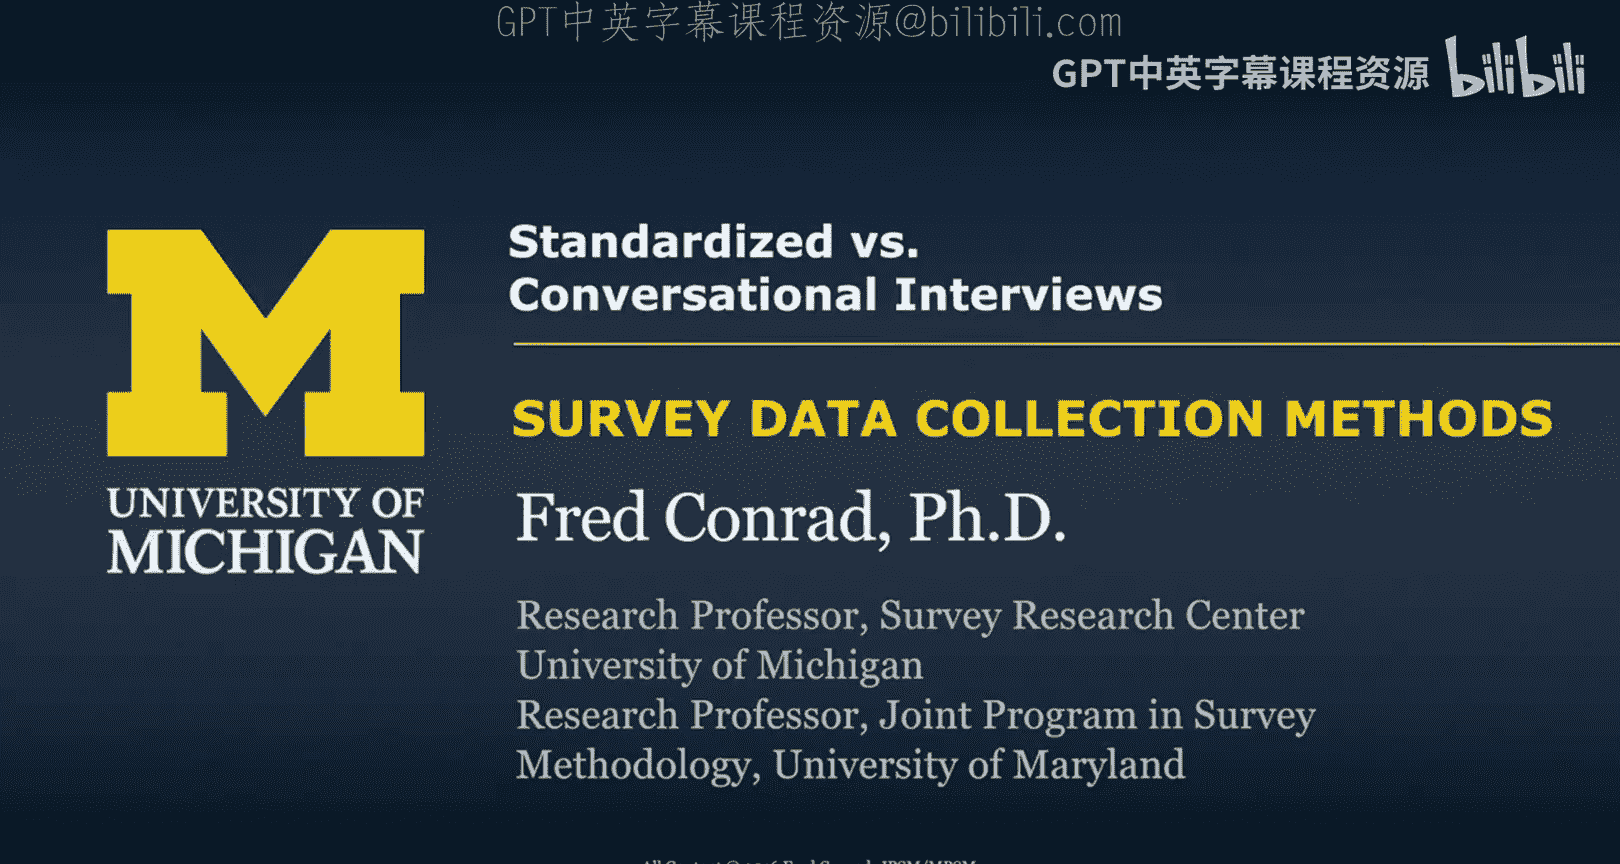 GPT中英字幕课程资源@bilibili.com
GPT中英字幕课程资源 bilibili
Standardized vs.
Conversational Interviews
SURVEY DATA COLLECTION METHODS
Fred Conrad, Ph.D.
Research Professor, Survey Research Center
University of Michigan
Research Professor, Joint Program in Survey
Methodology, University of Maryland
UNIVERSITY OF
MICHIGAN